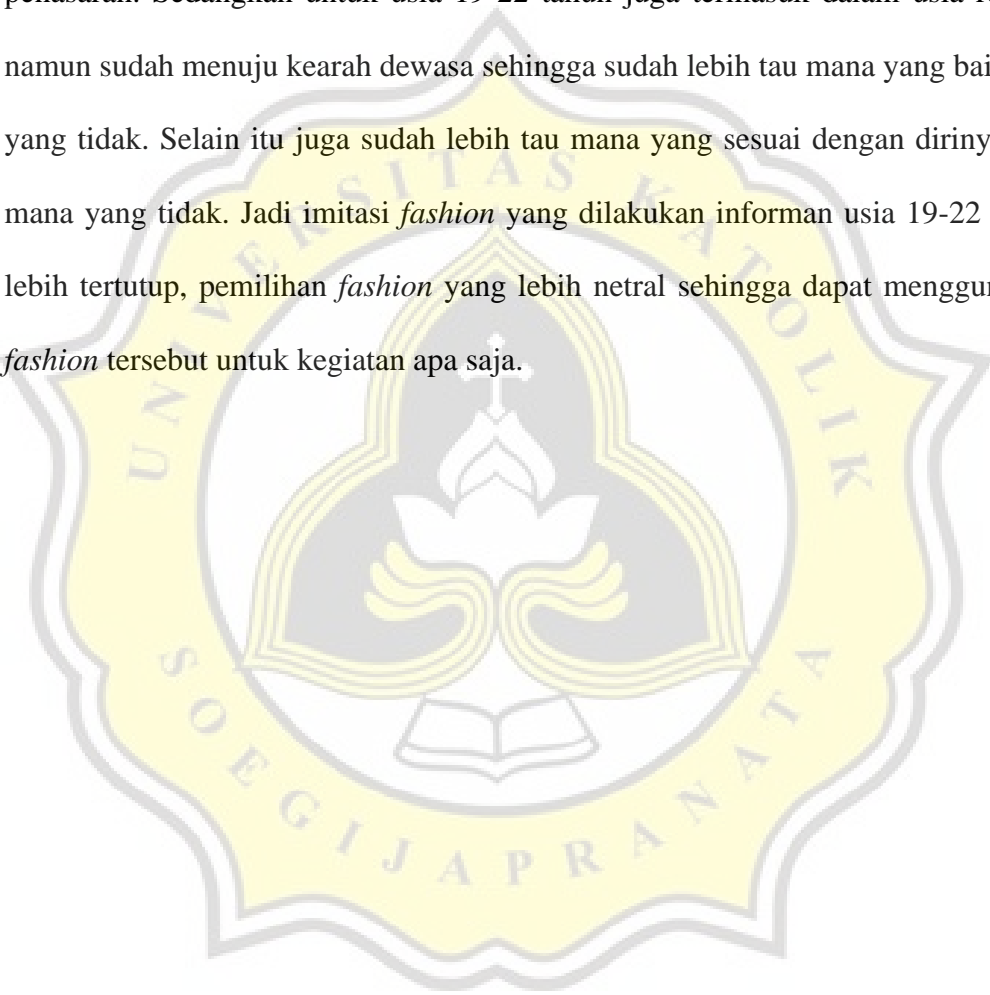 penasaran. Sedangkan untuk usia 19-22 tahun juga termasuk dalam usia
namun sudah menuju kearah dewasa sehingga sudah lebih tau mana yang
yang tidak. Selain itu juga sudah lebih tau mana yang sesuai dengan
mana yang tidak. Jadi imitasi fashion yang dilakukan informan usia 19-22
lebih tertutup, pemilihan fashion yang lebih netral sehingga dapat
fashion tersebut untuk kegiatan apa saja.
UNIVERSITAS KATOLIK
SOEGIJAPRANATA